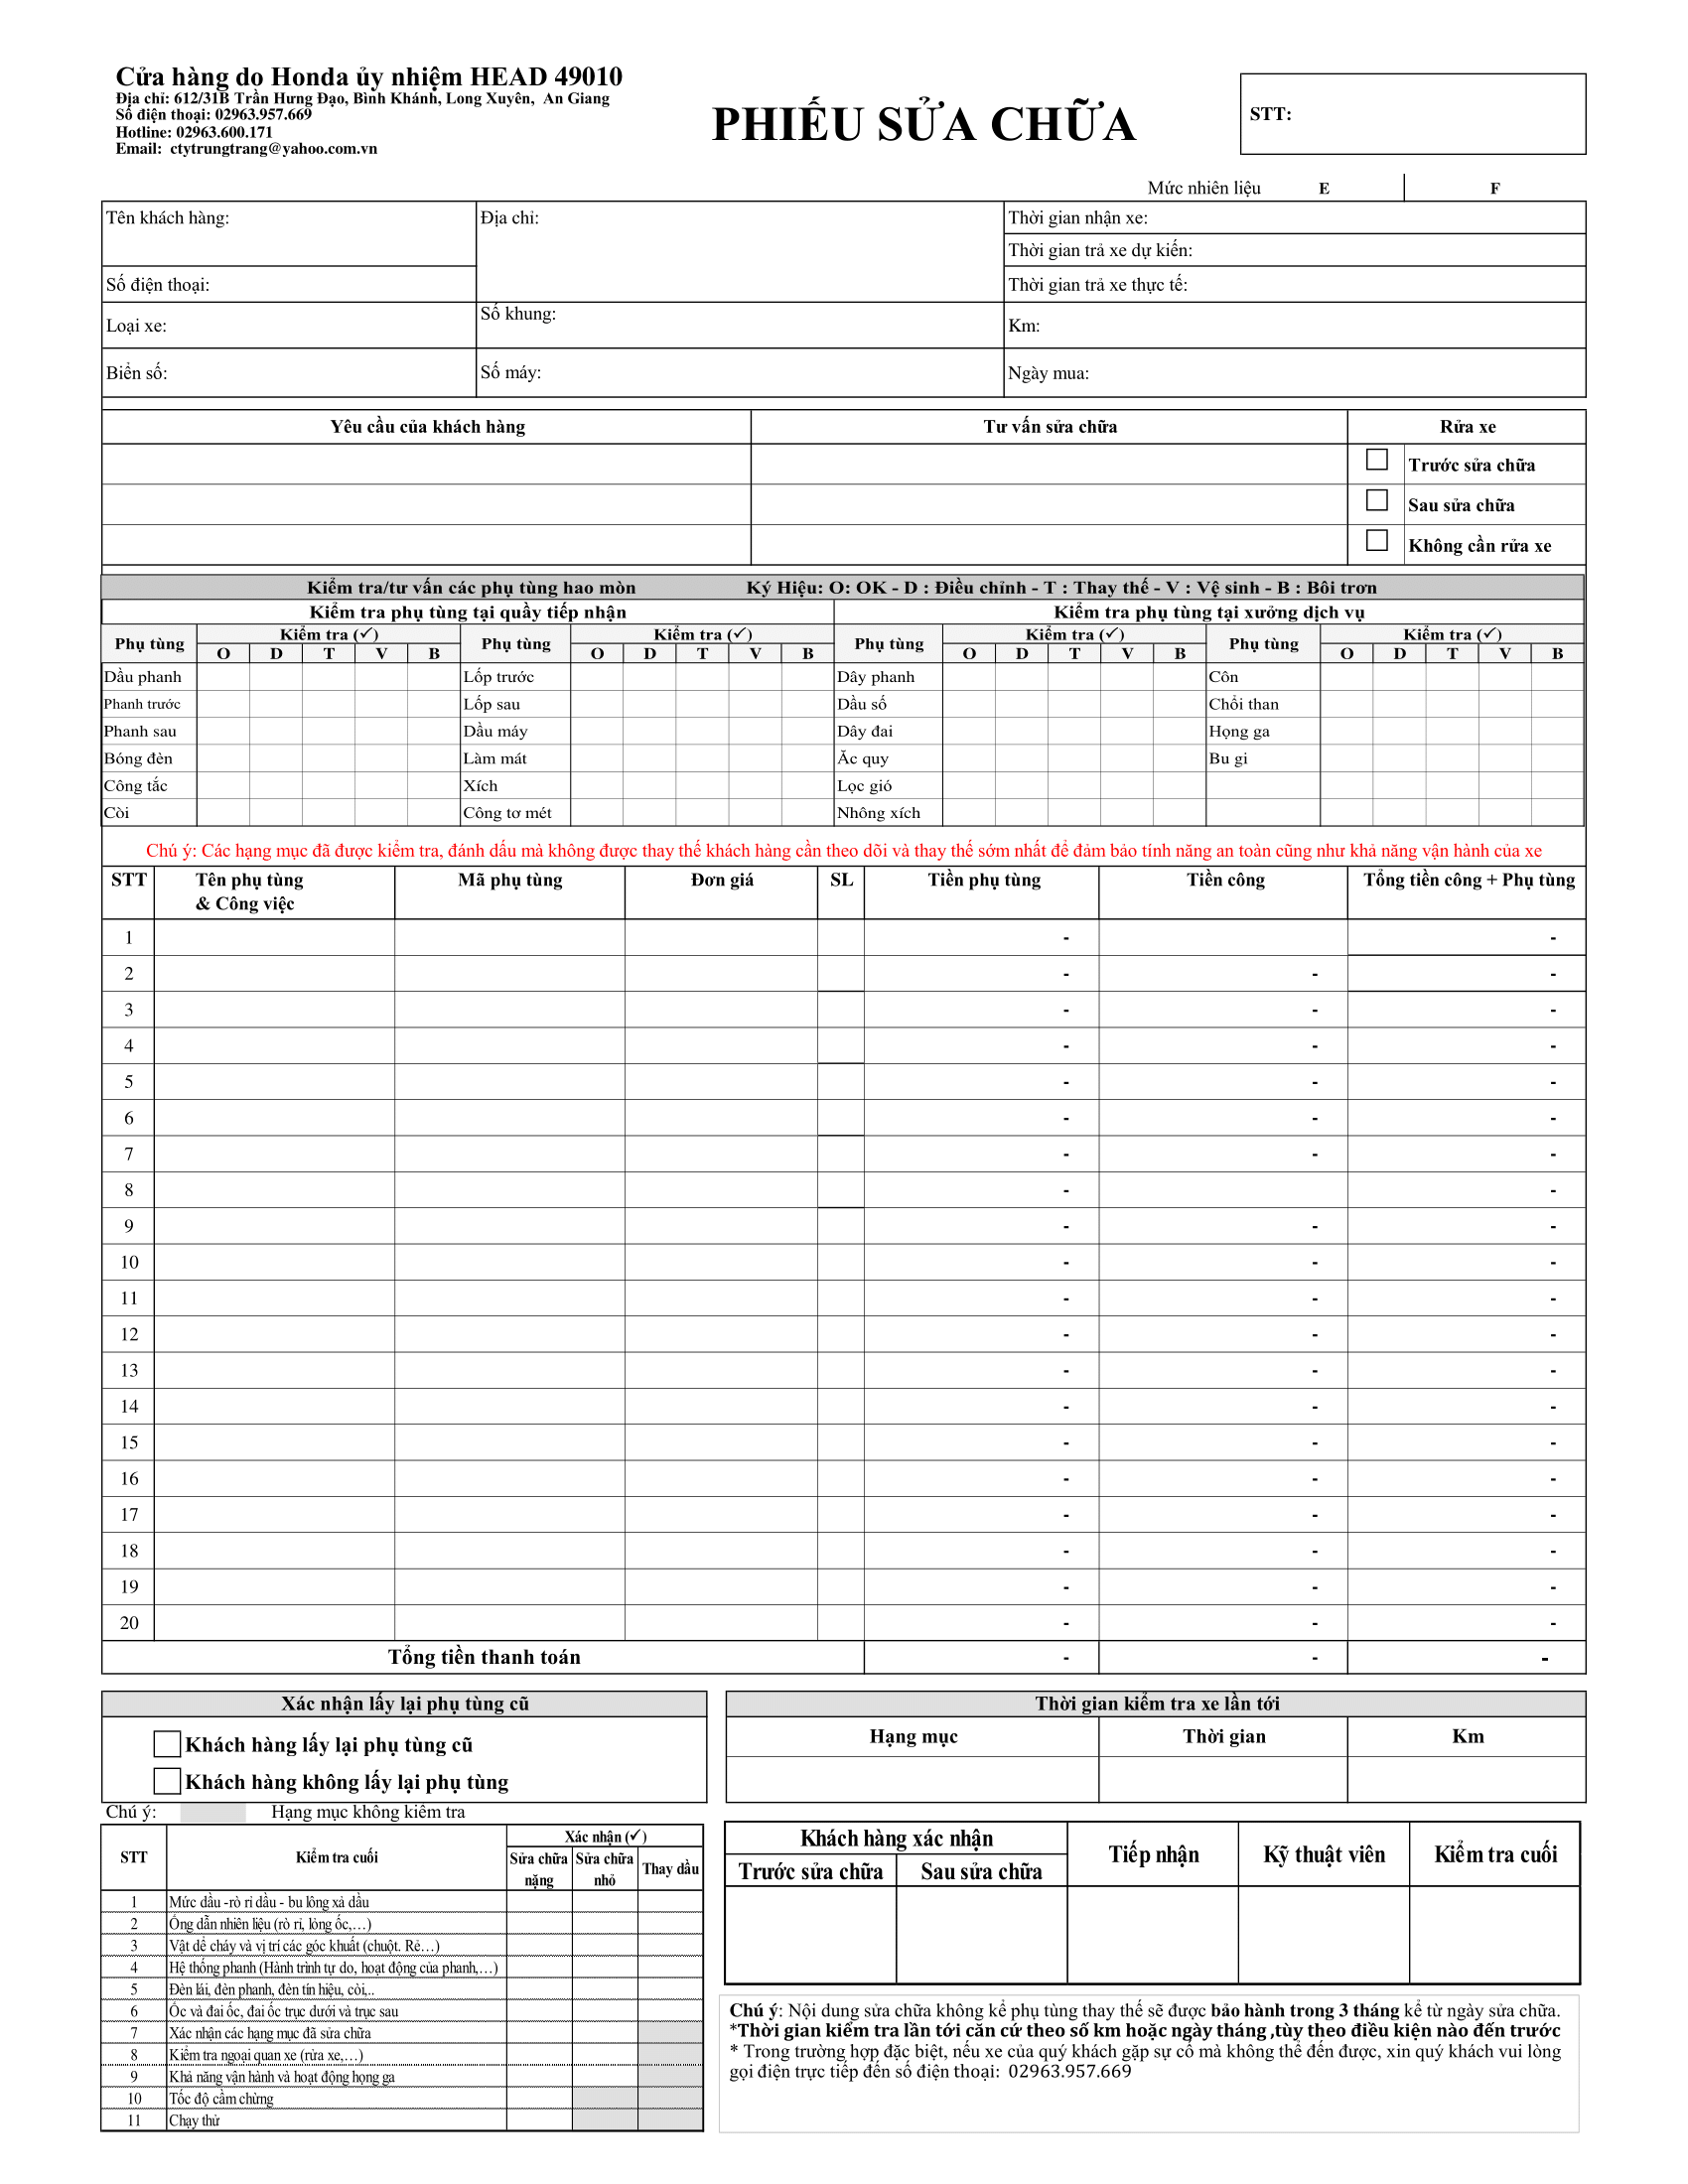 Cửa hàng do Honda ủy nhiệm HEAD 49010
Địa chỉ: 612/31B Trần Hưng Đạo, Bình Khánh, Long Xuyên, An Giang
Số điện thoại: 02963.957.669
Hotline: 02963.600.171
Email: ctytrungtrang@yahoo.com.vn
PHIẾU SỬA CHỮA
STT:
Mức nhiên liệu E F
Tên khách hàng:
Địa chỉ:
Thời gian nhận xe:
Thời gian trả xe dự kiến:
Số điện thoại:
Thời gian trả xe thực tế:
Loại xe:
Số khung:
Km:
Biển số:
Số máy:
Ngày mua:
Yêu cầu của khách hàng Tư vấn sửa chữa Rửa xe
Trước sửa chữa
Sau sửa chữa
Không cần rửa xe
Kiểm tra/tư vấn các phụ tùng hao mòn Ký Hiệu: O: OK - D : Điều chỉnh - T : Thay thế - V : Vệ sinh - B : Bôi trơn
Kiểm tra phụ tùng tại quầy tiếp nhận Kiểm tra phụ tùng tại xưởng dịch vụ
Phụ tùng Kiểm tra (✓) Phụ tùng Kiểm tra (✓) Phụ tùng Kiểm tra (✓) Phụ tùng Kiểm tra (✓)
O D T V B O D T V B O D T V B O D T V B
Dầu phanh Lốp trước Dây phanh Côn
Phanh trước Lốp sau Dầu số Chổi than
Phanh sau Dầu máy Dây đai Họng ga
Bóng đèn Làm mát Ắc quy Bu gi
Công tắc Xích Lọc gió
Còi Công tơ mét Nhông xích
Chú ý: Các hạng mục đã được kiểm tra, đánh dấu mà không được thay thế khách hàng cần theo dõi và thay thế sớm nhất để đảm bảo tính năng an toàn cũng như khả năng vận hành của xe
STT Tên phụ tùng Mã phụ tùng Đơn giá SL Tiền phụ tùng Tiền công Tổng tiền công + Phụ tùng
& Công việc
1 - -
2 - - -
3 - - -
4 - - -
5 - - -
6 - - -
7 - - -
8 - -
9 - - -
10 - - -
11 - - -
12 - - -
13 - - -
14 - - -
15 - - -
16 - - -
17 - - -
18 - - -
19 - - -
20 - - -
Tổng tiền thanh toán - - -
Xác nhận lấy lại phụ tùng cũ
Khách hàng lấy lại phụ tùng cũ
Khách hàng không lấy lại phụ tùng
Thời gian kiểm tra xe lần tới
Hạng mục Thời gian Km
Chú ý: Hạng mục không kiểm tra
STT Kiểm tra cuối Xác nhận (✓)
Sửa chữa nặng Sửa chữa nhỏ Thay dầu
1 Mức dầu -rò rỉ dầu - bu lông xả dầu
2 Ống dẫn nhiên liệu (rò rỉ, lỏng ốc,…)
3 Vật dễ cháy và vị trí các góc khuất (chuột. Rẻ…)
4 Hệ thống phanh (Hành trình tự do, hoạt động của phanh,…)
5 Đèn lái, đèn phanh, đèn tín hiệu, còi,..
6 Ốc và đai ốc, đai ốc trục dưới và trục sau
7 Xác nhận các hạng mục đã sửa chữa
8 Kiểm tra ngoại quan xe (rửa xe,…)
9 Khả năng vận hành và hoạt động họng ga
10 Tốc độ cầm chừng
11 Chạy thử
Khách hàng xác nhận Tiếp nhận Kỹ thuật viên Kiểm tra cuối
Trước sửa chữa Sau sửa chữa
Chú ý: Nội dung sửa chữa không kể phụ tùng thay thế sẽ được bảo hành trong 3 tháng kể từ ngày sửa chữa.
*Thời gian kiểm tra lần tới căn cứ theo số km hoặc ngày tháng ,tùy theo điều kiện nào đến trước
* Trong trường hợp đặc biệt, nếu xe của quý khách gặp sự cố mà không thể đến được, xin quý khách vui lòng
gọi điện trực tiếp đến số điện thoại: 02963.957.669